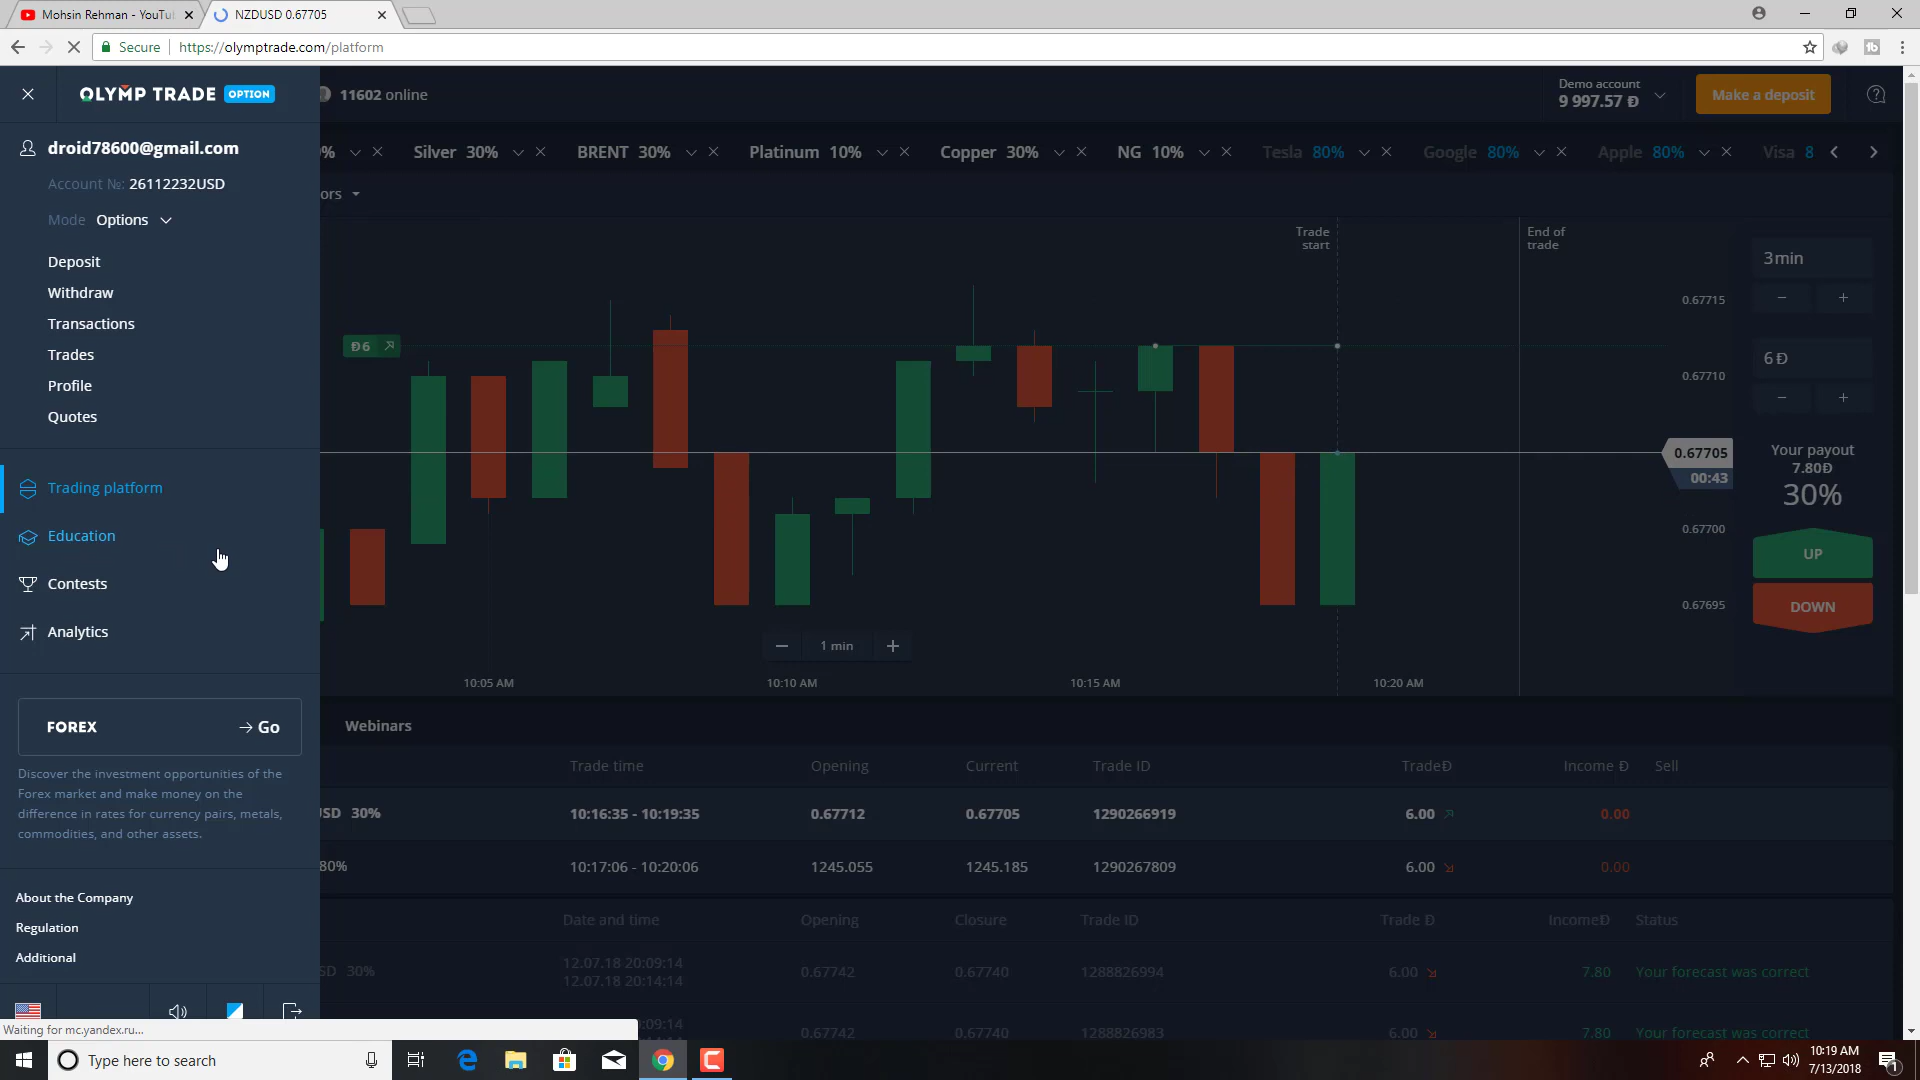 Mohsin Rehman - YouTu
NZDUSD 0.67705
Secure
https://olymptrade.com/platform
OLYMP TRADE OPTION
11602 online
Demo account
9 997.57 Đ
Make a deposit
droid78600@gmail.com
Account №: 26112232USD
Mode Options
Deposit
Withdraw
Transactions
Trades
Profile
Quotes
Trading platform
Education
Contests
Analytics
FOREX
Go
Discover the investment opportunities of the
Forex market and make money on the
difference in rates for currency pairs, metals,
commodities, and other assets.
About the Company
Regulation
Additional
Waiting for mc.yandex.ru...
%
Silver 30%
BRENT 30%
Platinum 10%
Copper 30%
NG 10%
Tesla 80%
Google 80%
Apple 80%
Visa 8
ors
Trade
start
End of
trade
Đ6
0.67715
0.67710
0.67705
00:43
0.67700
0.67695
3 min
6 Đ
Your payout
7.80Đ
30%
UP
DOWN
1 min
10:05 AM
10:10 AM
10:15 AM
10:20 AM
Webinars
Trade time Opening Current Trade ID TradeĐ Income Đ Sell
SD 30% 10:16:35 - 10:19:35 0.67712 0.67705 1290266919 6.00 0.00
80% 10:17:06 - 10:20:06 1245.055 1245.185 1290267809 6.00 0.00
Date and time Opening Closure Trade ID Trade Đ IncomeĐ Status
SD 30% 12.07.18 20:09:14 0.67742 0.67740 1288826994 6.00 7.80 Your forecast was correct
12.07.18 20:14:14
:09:14 0.67742 0.67740 1288826983 6.00 7.80 Your forecast was correct
Type here to search
10:19 AM
7/13/2018
1